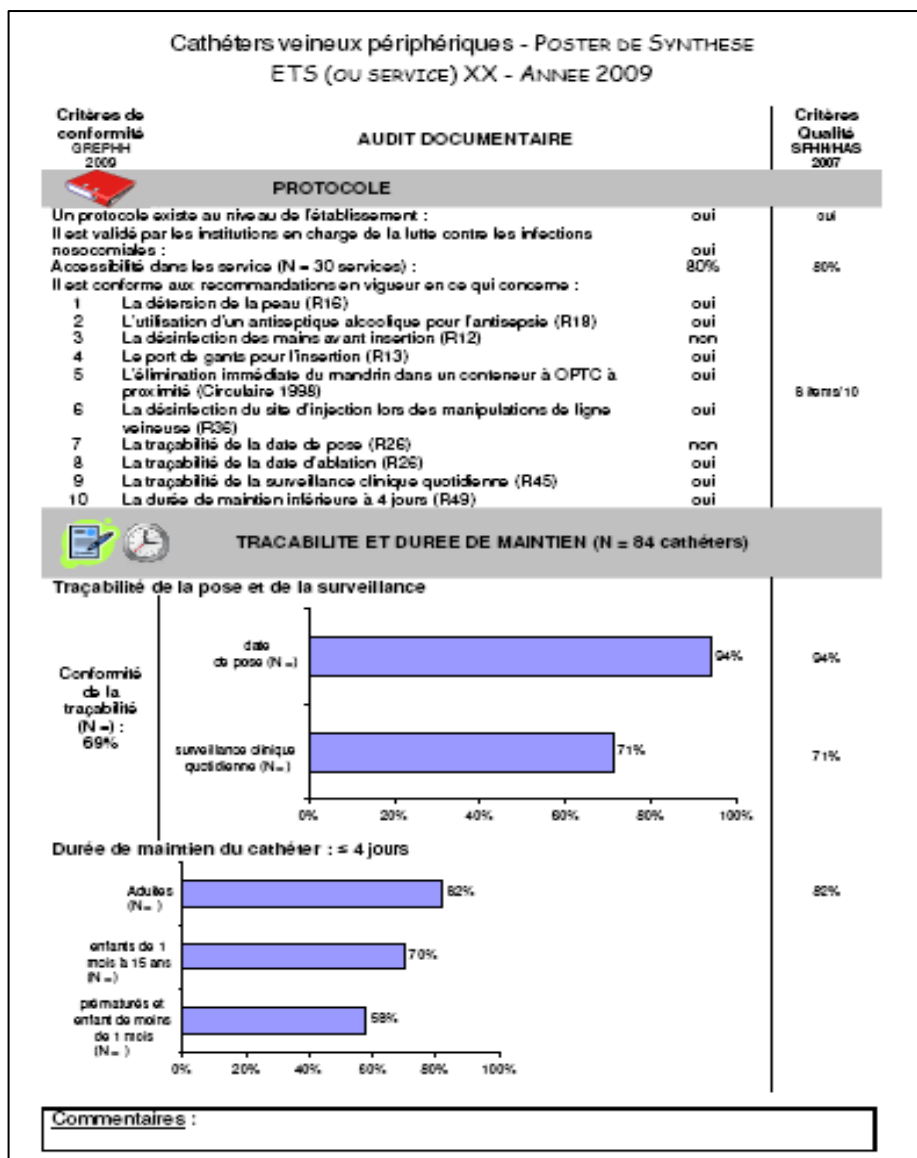 Cathéters veineux périphériques - POSTER DE SYNTHESE
ETS (OU SERVICE) XX - ANNEE 2009
Critères de
conformité
GREPHH
2009
AUDIT DOCUMENTAIRE
Critères
Qualité
SFHH/HAS
2007
PROTOCOLE
Un protocole existe au niveau de l'établissement : oui oui
Il est validé par les institutions en charge de la lutte contre les infections
nosocomiales : oui
Accessibilité dans les service (N = 30 services) : 80% 80%
Il est conforme aux recommandations en vigueur en ce qui concerne :
1 La détersion de la peau (R16) oui
2 L'utilisation d'un antiseptique alcoolique pour l'antisepsie (R18) oui
3 La désinfection des mains avant insertion (R12) non
4 Le port de gants pour l'insertion (R13) oui
5 L'élimination immédiate du mandrin dans un conteneur à OPTC à oui
proximité (Circulaire 1998) 8 items/10
6 La désinfection du site d'injection lors des manipulations de ligne oui
veineuse (R36)
7 La traçabilité de la date de pose (R26) non
8 La traçabilité de la date d'ablation (R26) oui
9 La traçabilité de la surveillance clinique quotidienne (R45) oui
10 La durée de maintien inférieure à 4 jours (R49) oui
TRACABILITE ET DUREE DE MAINTIEN (N = 84 cathéters)
Traçabilité de la pose et de la surveillance
Conformité
de la
traçabilité
(N =) :
69%
date
de pose (N =)
94%
94%
surveillance clinique
quotidienne (N= )
71%
71%
0% 20% 40% 60% 80% 100%
Durée de maintien du cathéter : ≤ 4 jours
Adultes
(N= )
82%
82%
enfants de 1
mois à 15 ans
(N =)
70%
prématurés et
enfant de moins
de 1 mois
(N= )
58%
0% 20% 40% 60% 80% 100%
Commentaires :